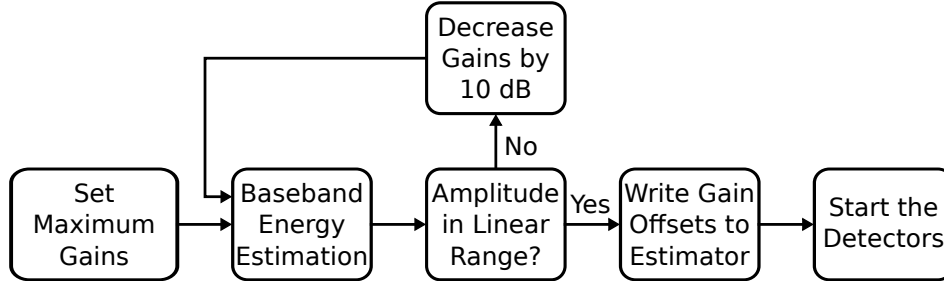 Decrease
Gains by
10 dB
No
Set
Maximum
Gains
Baseband
Energy
Estimation
Amplitude
in Linear
Range?
Yes
Write Gain
Offsets to
Estimator
Start the
Detectors